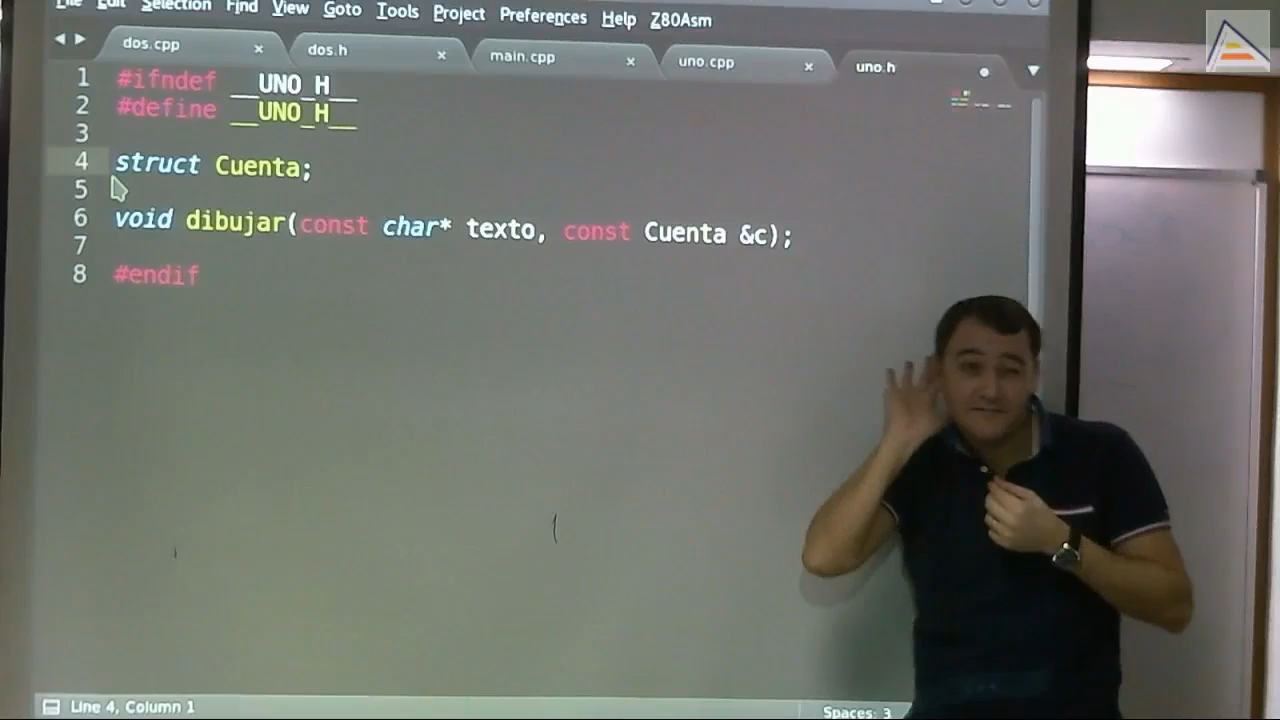 File Edit Selection Find View Goto Tools Project Preferences Help Z80Asm
dos.cpp dos.h main.cpp uno.cpp uno.h
1 #ifndef __UNO_H__
2 #define __UNO_H__
3
4 struct Cuenta;
5
6 void dibujar(const char* texto, const Cuenta &c);
7
8 #endif
Line 4, Column 1 Spaces: 3